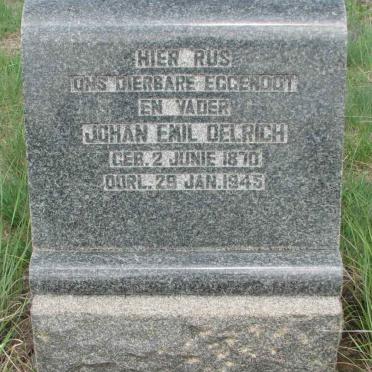 HIER RUS
ONS DIERBARE EGGENOOT
EN VADER
JOHAN EMIL OELRICH
GEB. 2 JUNIE 1870
OORL. 29 JAN. 1945